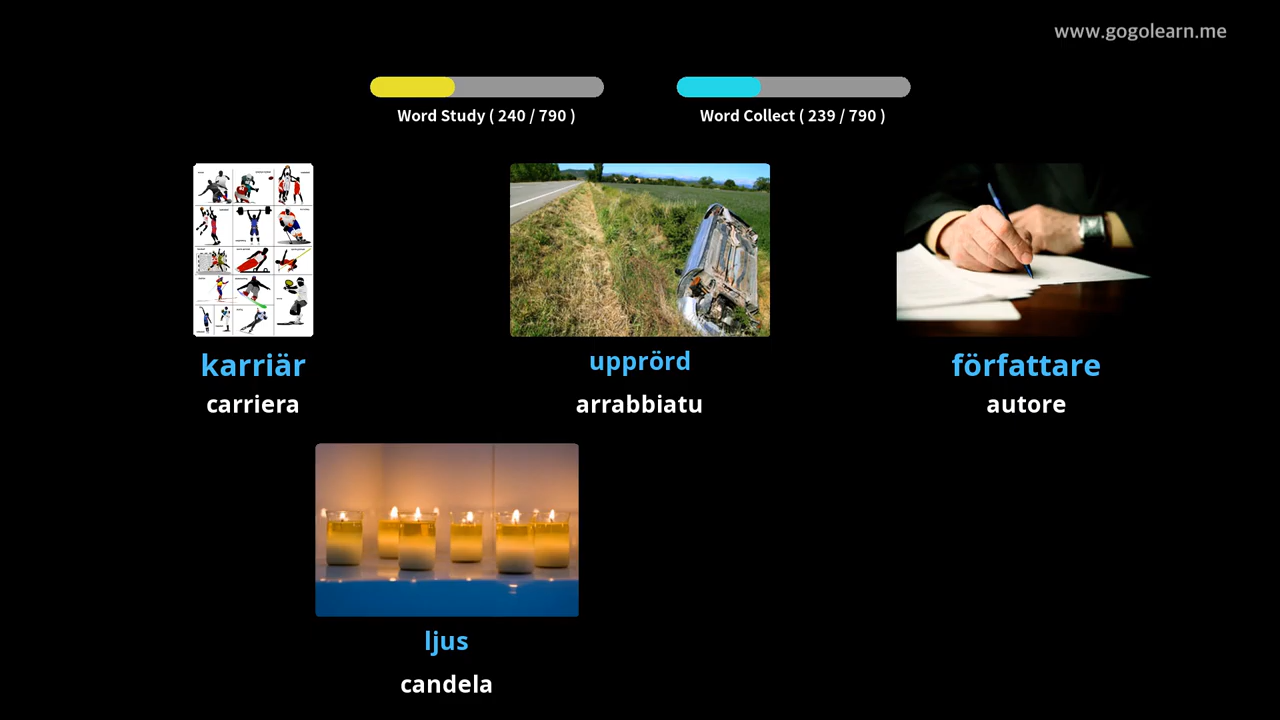 www.gogolearn.me
Word Study ( 240 / 790 )
Word Collect ( 239 / 790 )
karriär
upprörd
författare
carriera
arrabbiatu
autore
ljus
candela